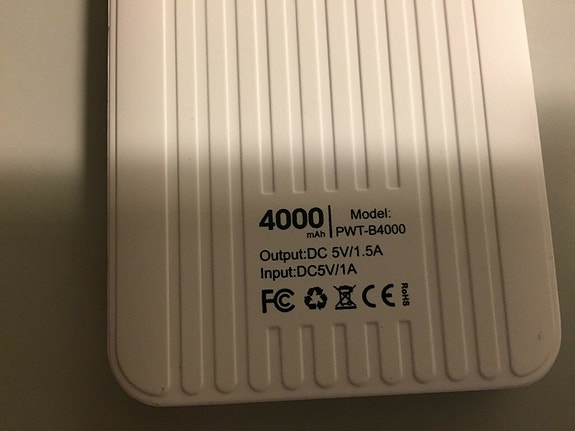 4000 mAh
Model:
PWT-B4000
Output:DC 5V/1.5A
Input:DC5V/1A
FC CE RoHS